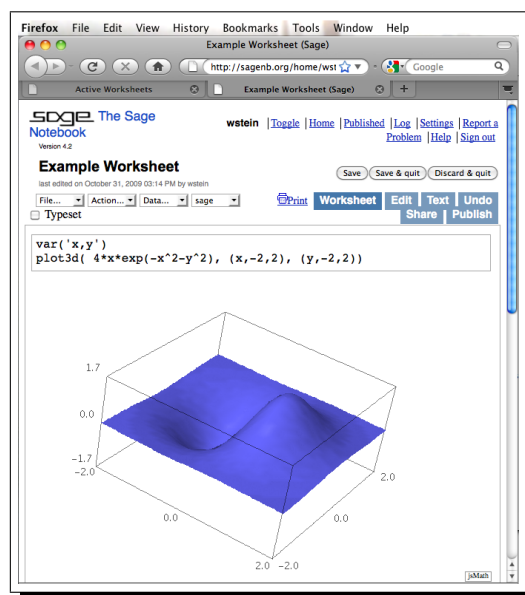 Firefox File Edit View History Bookmarks Tools Window Help
Example Worksheet (Sage)
http://sagenb.org/home/wst
Google
Active Worksheets
Example Worksheet (Sage)
sage The Sage
Notebook
Version 4.2
wstein | Toggle | Home | Published | Log | Settings | Report a
Problem | Help | Sign out
Example Worksheet
last edited on October 31, 2009 03:14 PM by wstein
Save Save & quit Discard & quit
File... Action... Data... sage
Print Worksheet Edit Text Undo
Typeset
Share Publish
var('x,y')
plot3d( 4*x*exp(-x^2-y^2), (x,-2,2), (y,-2,2))
1.7
0.0
-1.7
-2.0
2.0
0.0
0.0
2.0 -2.0
jsMath